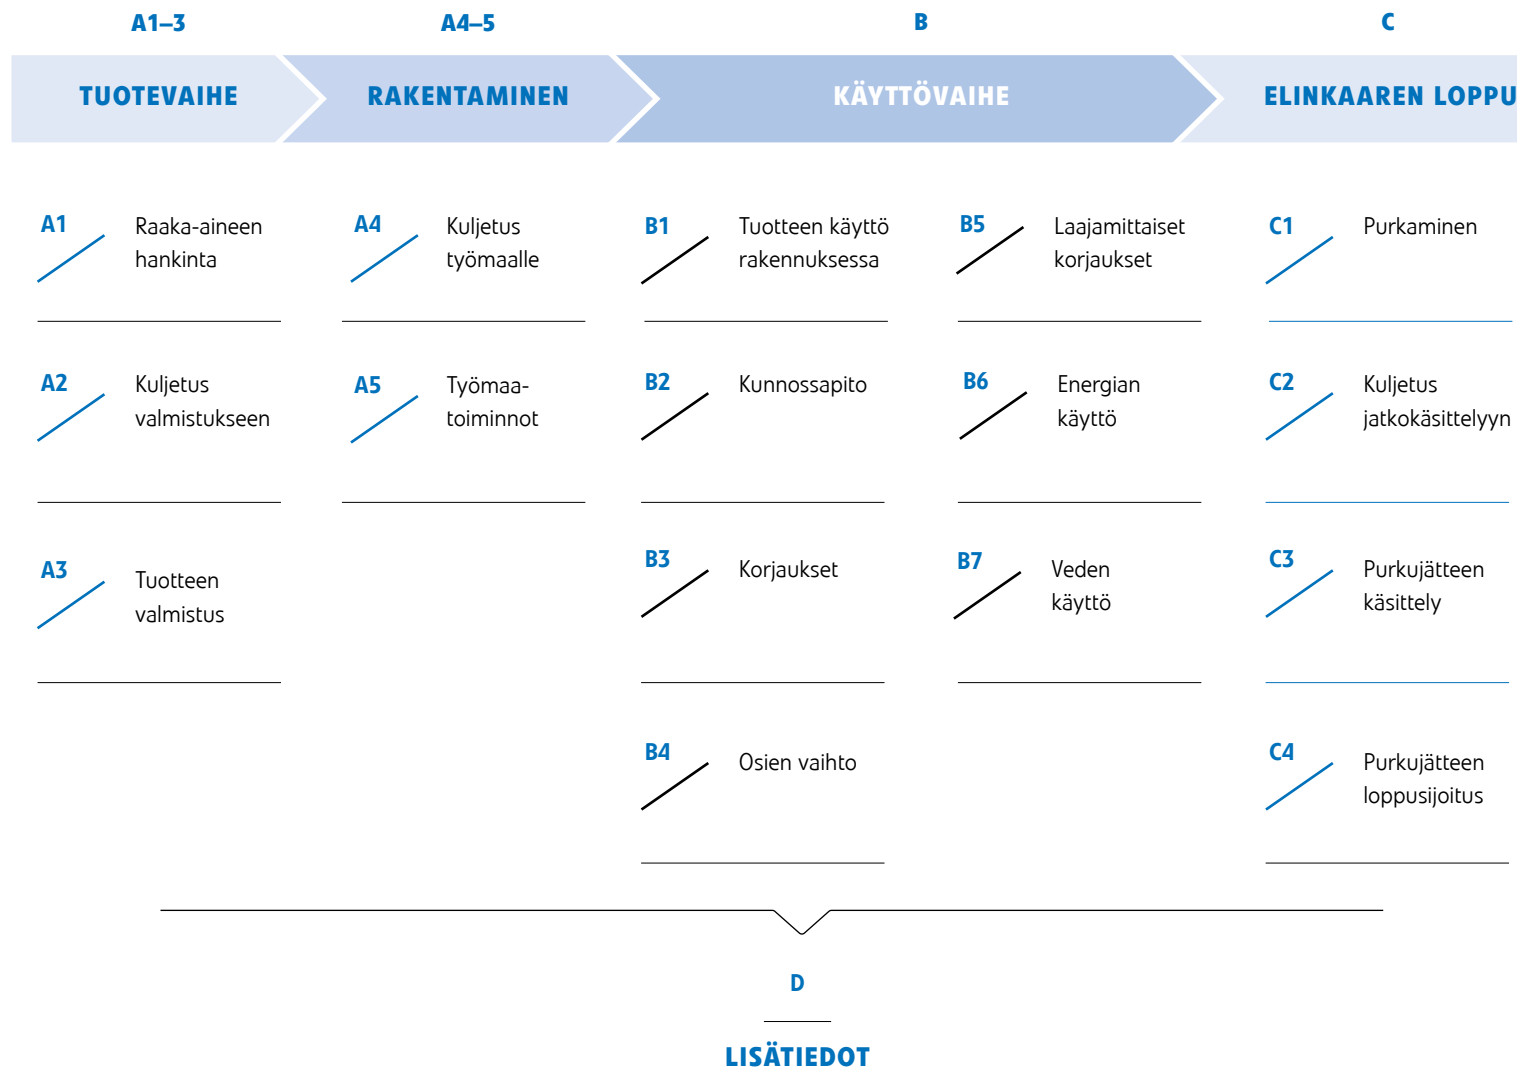 A1–3
A4–5
B
C
TUOTEVAIHE
RAKENTAMINEN
KÄYTTÖVAIHE
ELINKAAREN LOPPU
A1
Raaka-aineen
hankinta
A2
Kuljetus
valmistukseen
A3
Tuotteen
valmistus
A4
Kuljetus
työmaalle
A5
Työmaa-
toiminnot
B1
Tuotteen käyttö
rakennuksessa
B2
Kunnossapito
B3
Korjaukset
B4
Osien vaihto
B5
Laajamittaiset
korjaukset
B6
Energian
käyttö
B7
Veden
käyttö
C1
Purkaminen
C2
Kuljetus
jatkokäsittelyyn
C3
Purkujätteen
käsittely
C4
Purkujätteen
loppusijoitus
D
LISÄTIEDOT